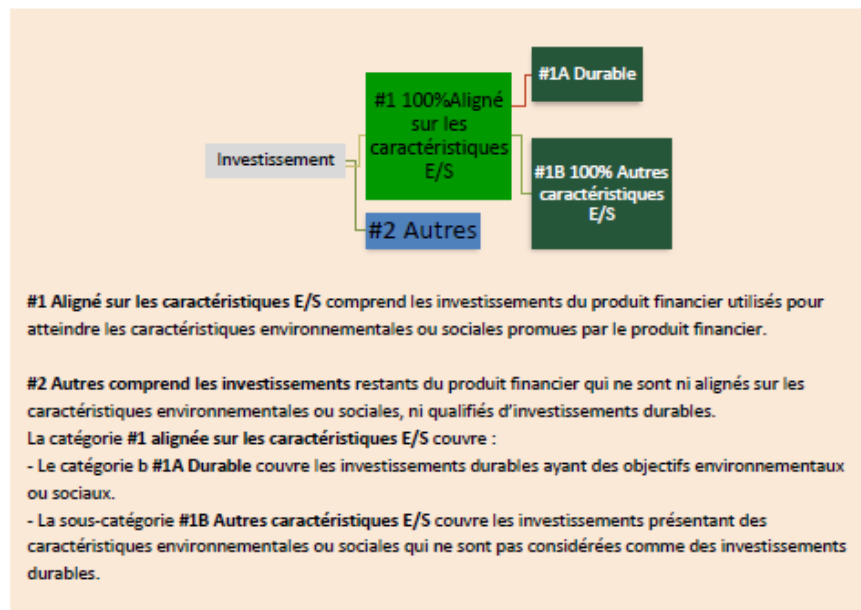 #1A Durable
#1 100%Aligné
sur les
caractéristiques
E/S
Investissement
#1B 100% Autres
caractéristiques
E/S
#2 Autres
#1 Aligné sur les caractéristiques E/S comprend les investissements du produit financier utilisés pour
atteindre les caractéristiques environnementales ou sociales promues par le produit financier.
#2 Autres comprend les investissements restants du produit financier qui ne sont ni alignés sur les
caractéristiques environnementales ou sociales, ni qualifiés d’investissements durables.
La catégorie #1 alignée sur les caractéristiques E/S couvre :
- Le catégorie b #1A Durable couvre les investissements durables ayant des objectifs environnementaux
ou sociaux.
- La sous-catégorie #1B Autres caractéristiques E/S couvre les investissements présentant des
caractéristiques environnementales ou sociales qui ne sont pas considérées comme des investissements
durables.